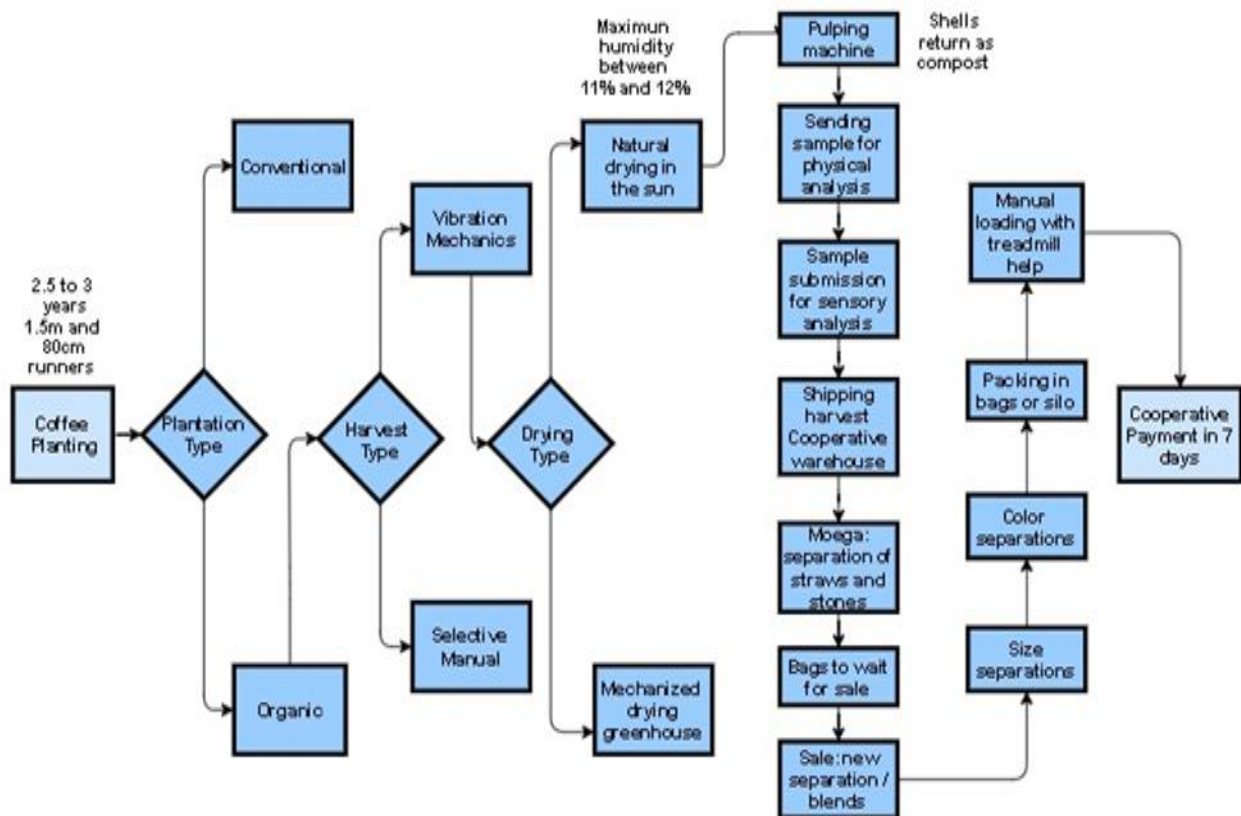 2.5 to 3
years
1.5m and
80cm
runners
Coffee
Planting
Plantation
Type
Conventional
Organic
Harvest
Type
Vibration
Mechanics
Selective
Manual
Drying
Type
Maximun
humidity
between
11% and 12%
Natural
drying in
the sun
Mechanized
drying
greenhouse
Pulping
machine
Shells
return as
compost
Sending
sample for
physical
analysis
Sample
submission
for sensory
analysis
Shipping
harvest
Cooperative
warehouse
Moega:
separation of
straws and
stones
Bags to wait
for sale
Sale: new
separation /
blends
Size
separations
Color
separations
Packing in
bags or silo
Manual
loading with
treadmill
help
Cooperative
Payment in 7
days